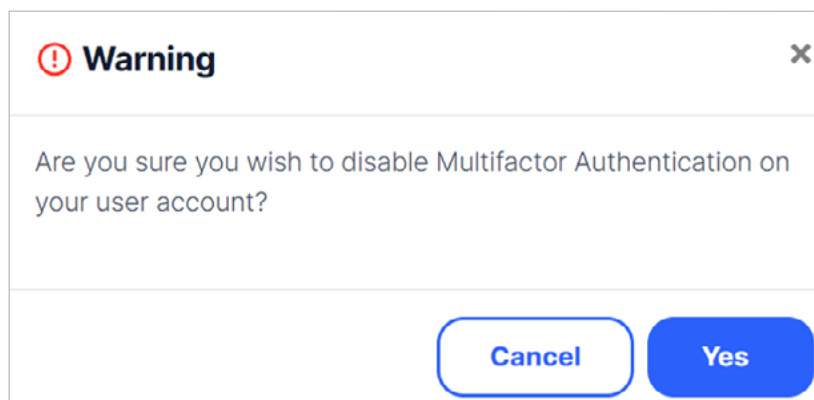 Warning
Are you sure you wish to disable Multifactor Authentication on
your user account?
Cancel
Yes